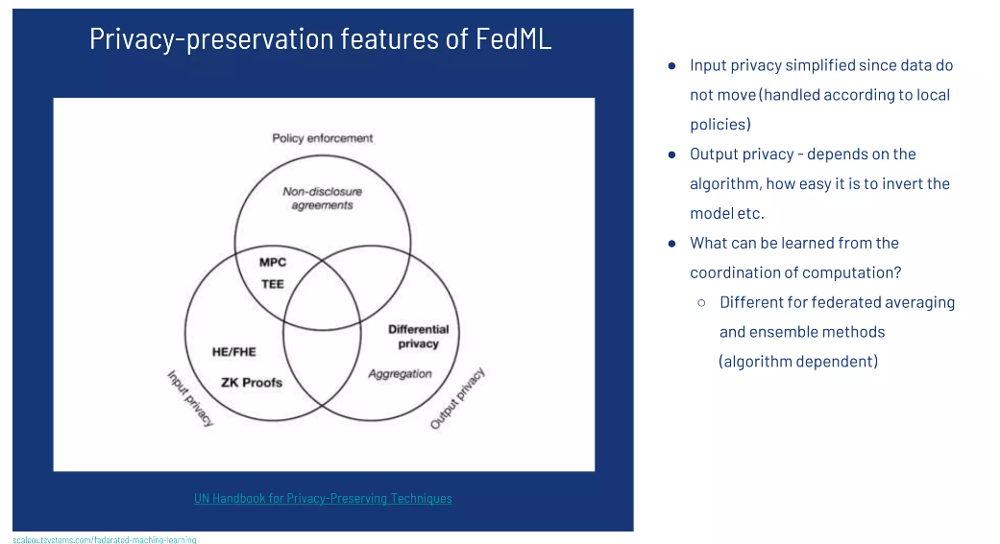 Privacy-preservation features of FedML
Policy enforcement
Non-disclosure
agreements
MPC
TEE
Differential
privacy
HE/FHE
Aggregation
ZK Proofs
Input privacy
Output privacy
UN Handbook for Privacy-Preserving Techniques
scaleoutsystems.com/federated-machine-learning
● Input privacy simplified since data do
not move (handled according to local
policies)
● Output privacy - depends on the
algorithm, how easy it is to invert the
model etc.
● What can be learned from the
coordination of computation?
○ Different for federated averaging
and ensemble methods
(algorithm dependent)